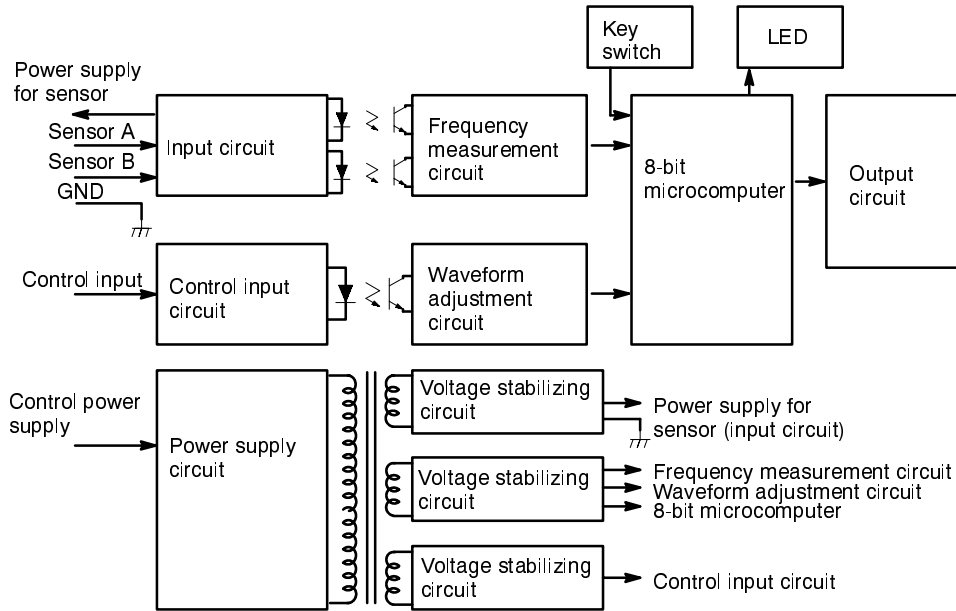 Key
switch
LED
Power supply
for sensor
Sensor A
Sensor B
GND
Input circuit
Frequency
measurement
circuit
8-bit
microcomputer
Output
circuit
Control input
Control input
circuit
Waveform
adjustment
circuit
Control power
supply
Power supply
circuit
Voltage stabilizing
circuit
Power supply for
sensor (input circuit)
Voltage stabilizing
circuit
Frequency measurement circuit
Waveform adjustment circuit
8-bit microcomputer
Voltage stabilizing
circuit
Control input circuit